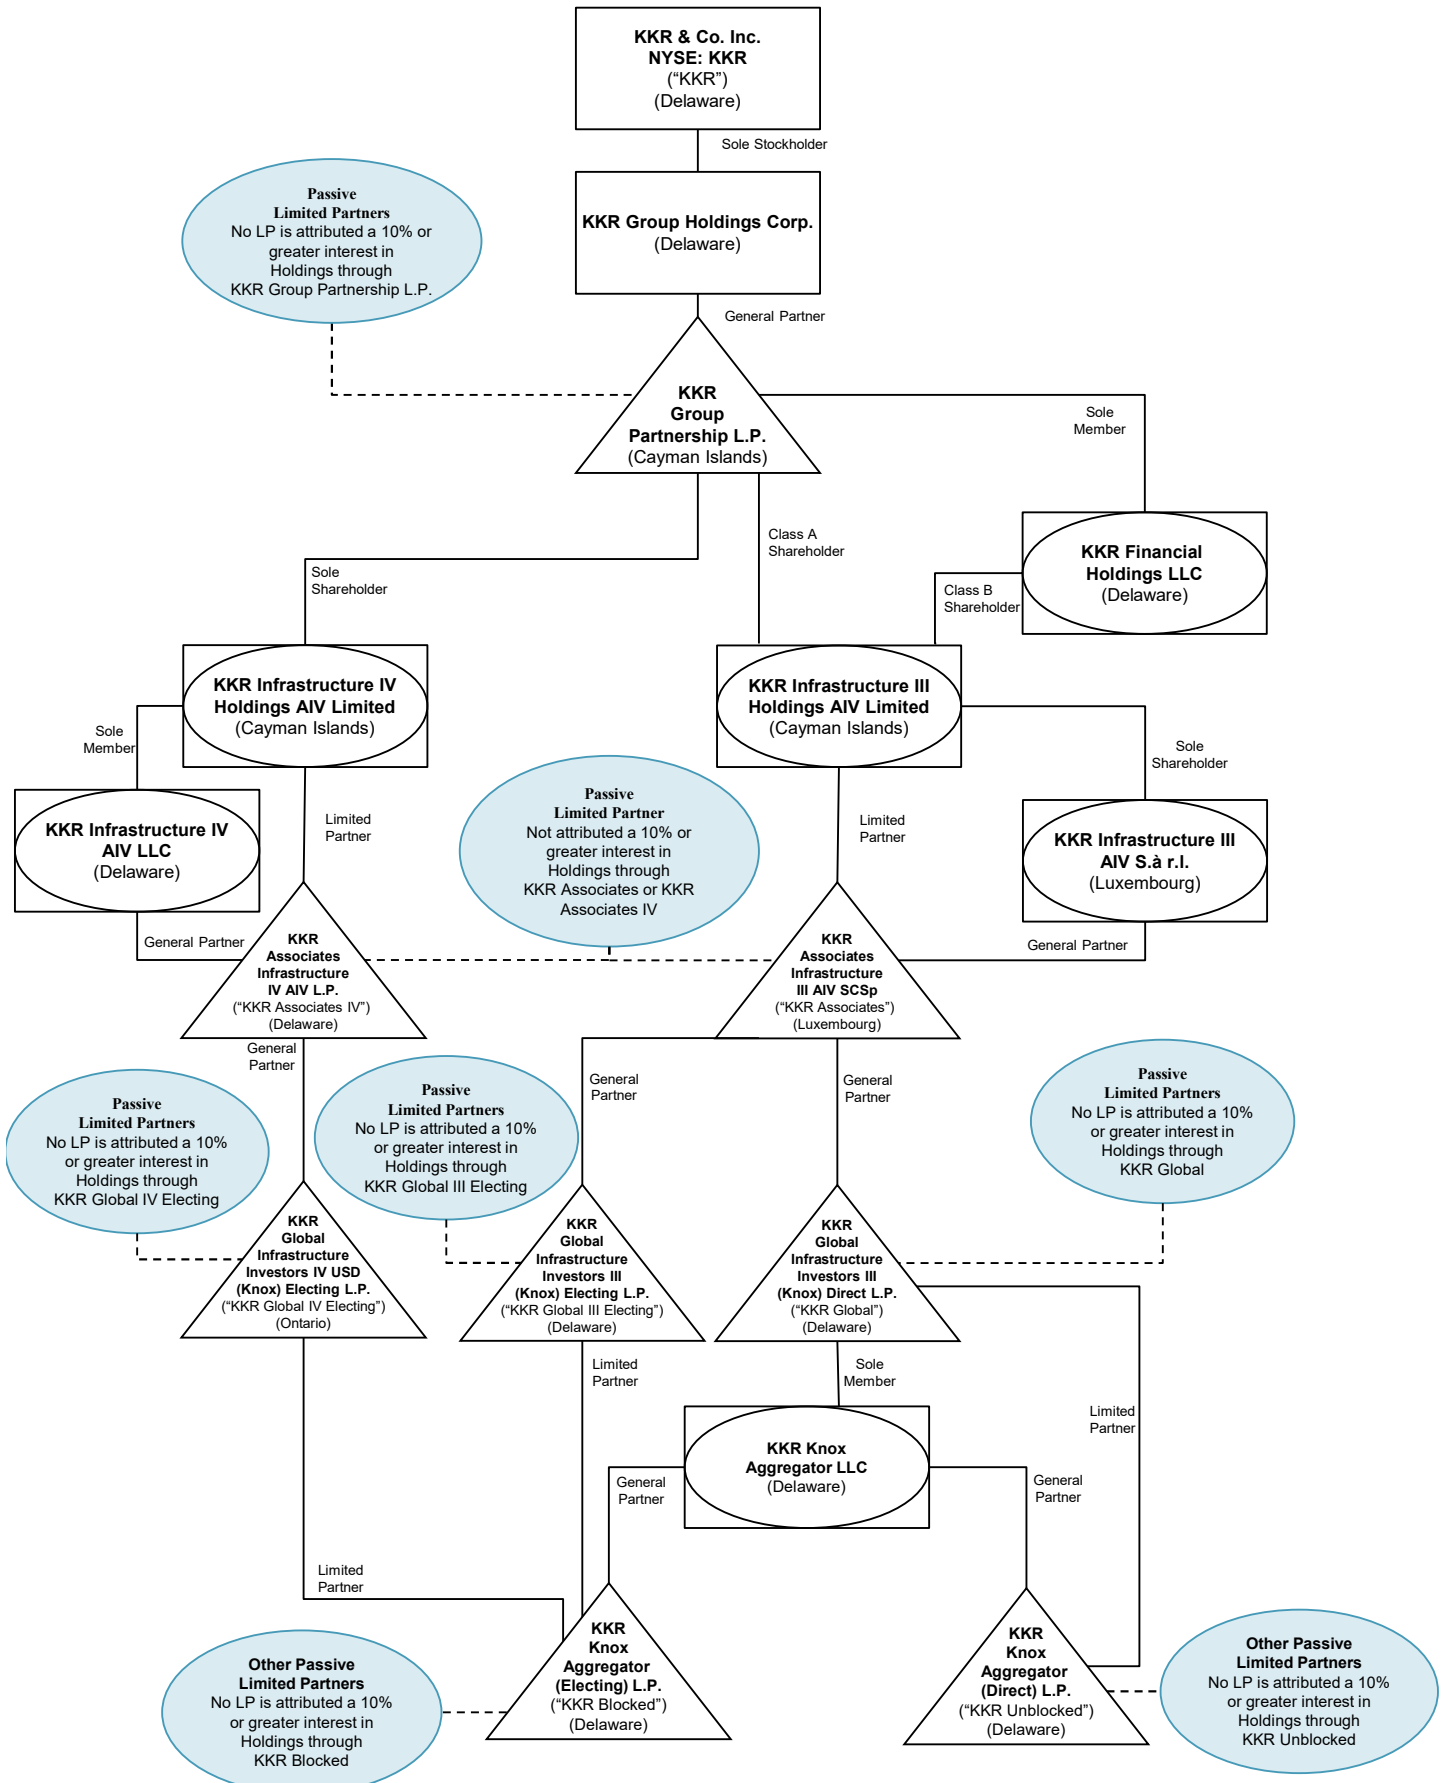 KKR & Co. Inc.
NYSE: KKR
(“KKR”)
(Delaware)
Sole Stockholder
KKR Group Holdings Corp.
(Delaware)
General Partner
Passive
Limited Partners
No LP is attributed a 10% or
greater interest in
Holdings through
KKR Group Partnership L.P.
KKR
Group
Partnership L.P.
(Cayman Islands)
Sole
Member
Class A
Shareholder
Sole
Shareholder
KKR Financial
Holdings LLC
(Delaware)
Class B
Shareholder
KKR Infrastructure IV
Holdings AIV Limited
(Cayman Islands)
KKR Infrastructure III
Holdings AIV Limited
(Cayman Islands)
Sole
Member
Sole
Shareholder
KKR Infrastructure IV
AIV LLC
(Delaware)
Limited
Partner
Passive
Limited Partner
Not attributed a 10% or
greater interest in
Holdings through
KKR Associates or KKR
Associates IV
Limited
Partner
KKR Infrastructure III
AIV S.à r.l.
(Luxembourg)
General Partner
KKR
Associates
Infrastructure
IV AIV L.P.
(“KKR Associates IV”)
(Delaware)
KKR
Associates
Infrastructure
III AIV SCSp
(“KKR Associates”)
(Luxembourg)
General Partner
General
Partner
General
Partner
General
Partner
Passive
Limited Partners
No LP is attributed a 10%
or greater interest in
Holdings through
KKR Global IV Electing
Passive
Limited Partners
No LP is attributed a 10%
or greater interest in
Holdings through
KKR Global III Electing
Passive
Limited Partners
No LP is attributed a 10%
or greater interest in
Holdings through
KKR Global
KKR
Global
Infrastructure
Investors IV USD
(Knox) Electing L.P.
(“KKR Global IV Electing”)
(Ontario)
KKR
Global
Infrastructure
Investors III
(Knox) Electing L.P.
(“KKR Global III Electing”)
(Delaware)
KKR
Global
Infrastructure
Investors III
(Knox) Direct L.P.
(“KKR Global”)
(Delaware)
Limited
Partner
Sole
Member
Limited
Partner
KKR Knox
Aggregator LLC
(Delaware)
General
Partner
General
Partner
Limited
Partner
KKR
Knox
Aggregator
(Electing) L.P.
(“KKR Blocked”)
(Delaware)
KKR
Knox
Aggregator
(Direct) L.P.
(“KKR Unblocked”)
(Delaware)
Other Passive
Limited Partners
No LP is attributed a 10%
or greater interest in
Holdings through
KKR Blocked
Other Passive
Limited Partners
No LP is attributed a 10%
or greater interest in
Holdings through
KKR Unblocked